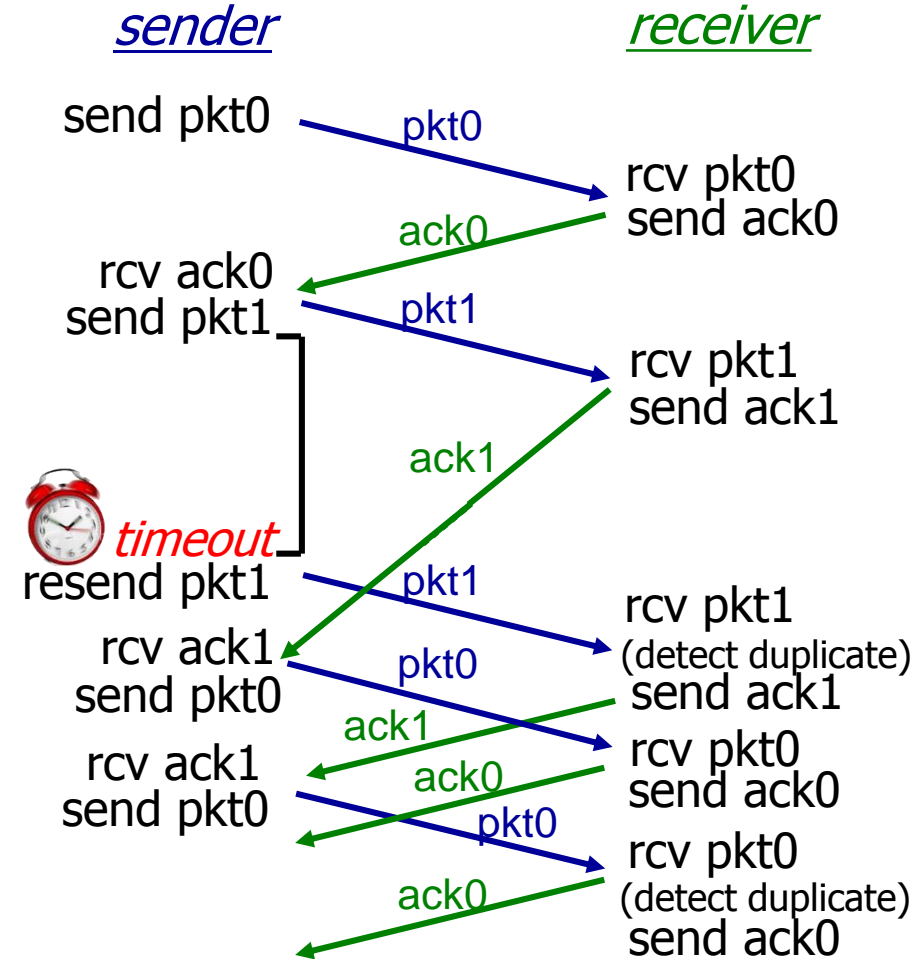 sender
receiver
send pkt0
pkt0
rcv pkt0
send ack0
ack0
rcv ack0
send pkt1
pkt1
rcv pkt1
send ack1
ack1
timeout
resend pkt1
pkt1
rcv pkt1
(detect duplicate)
send ack1
rcv ack1
send pkt0
pkt0
ack1
rcv pkt0
send ack0
rcv ack1
send pkt0
ack0
pkt0
rcv pkt0
(detect duplicate)
send ack0
ack0